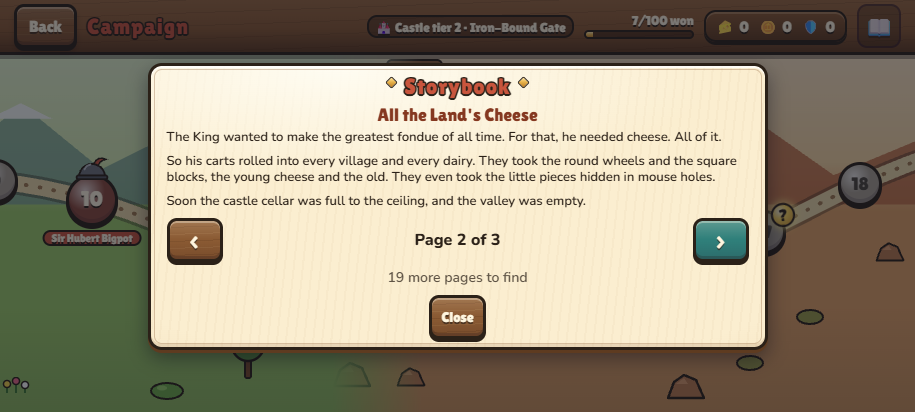 Back
Campaign
Castle tier 2 · Iron-Bound Gate
7/100 won
0
0
0
Storybook
All the Land's Cheese
The King wanted to make the greatest fondue of all time. For that, he needed cheese. All of it.
So his carts rolled into every village and every dairy. They took the round wheels and the square
blocks, the young cheese and the old. They even took the little pieces hidden in mouse holes.
Soon the castle cellar was full to the ceiling, and the valley was empty.
‹
Page 2 of 3
›
19 more pages to find
Close
10
Sir Hubert Bigpot
18
?